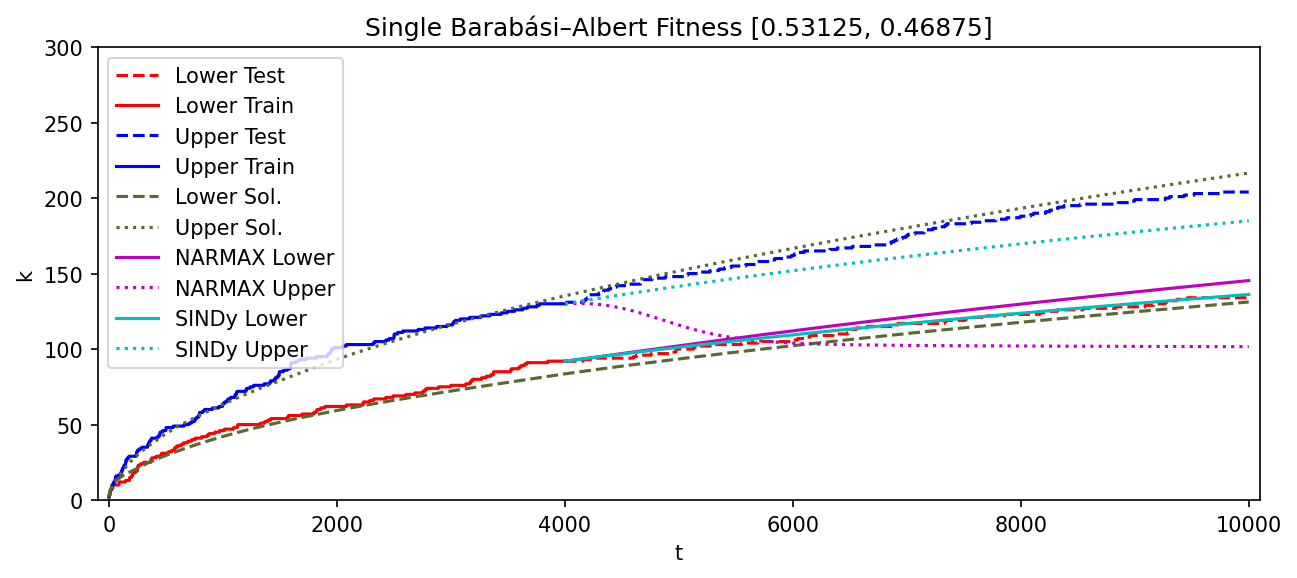 Single Barabási–Albert Fitness [0.53125, 0.46875]
300
250
200
150
100
50
0
k
Lower Test
Lower Train
Upper Test
Upper Train
Lower Sol.
Upper Sol.
NARMAX Lower
NARMAX Upper
SINDy Lower
SINDy Upper
0 2000 4000 6000 8000 10000
t